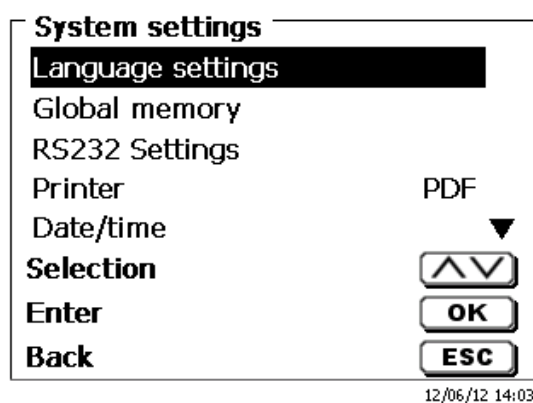 System settings
Language settings
Global memory
RS232 Settings
Printer PDF
Date/time
Selection
Enter OK
Back ESC
12/06/12 14:03